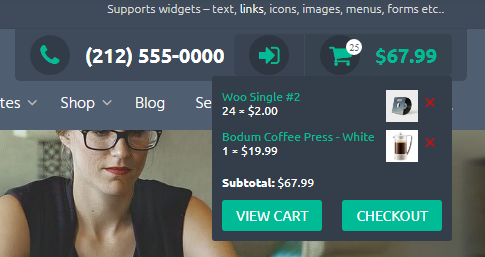 Supports widgets – text, links, icons, images, menus, forms etc..
(212) 555-0000
25
$67.99
tes Shop Blog Se
Woo Single #2
24 × $2.00
Bodum Coffee Press - White
1 × $19.99
Subtotal: $67.99
VIEW CART CHECKOUT